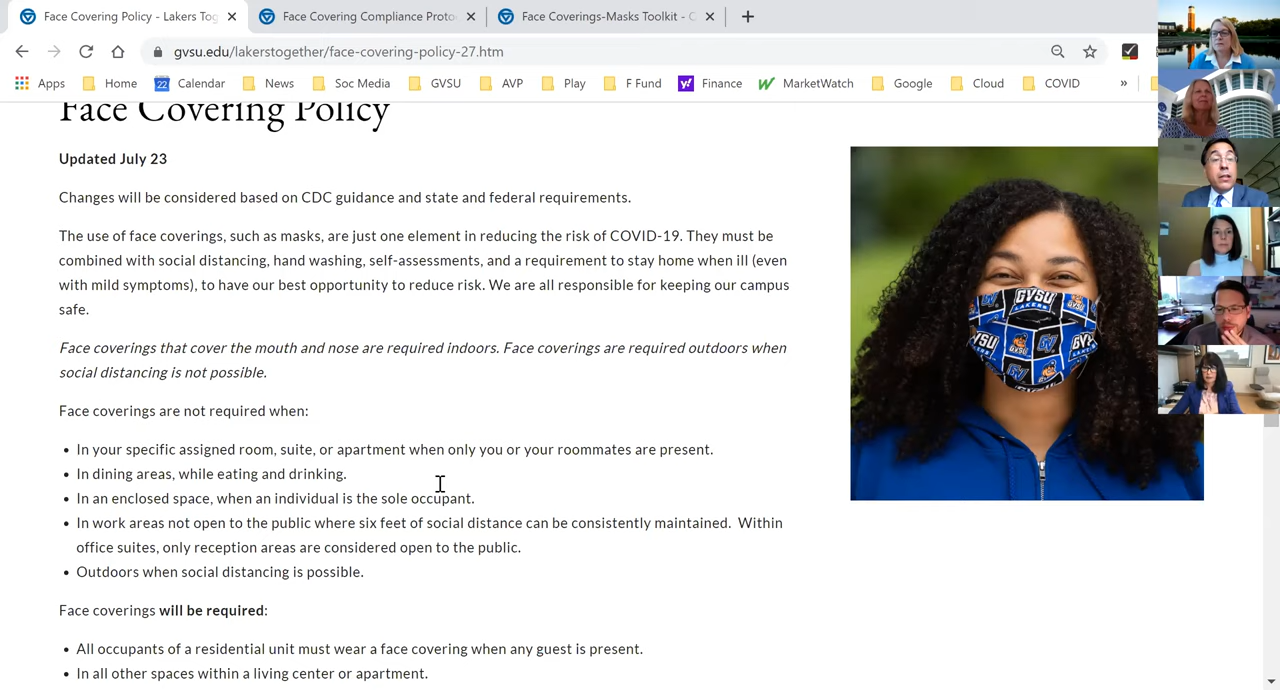 Face Covering Policy - Lakers Tog
Face Covering Compliance Proto
Face Coverings-Masks Toolkit - C
gvsu.edu/lakerstogether/face-covering-policy-27.htm
Apps Home 22 Calendar News Soc Media GVSU AVP Play F Fund y! Finance MarketWatch Google Cloud COVID »
Face Covering Policy
Updated July 23
Changes will be considered based on CDC guidance and state and federal requirements.
The use of face coverings, such as masks, are just one element in reducing the risk of COVID-19. They must be
combined with social distancing, hand washing, self-assessments, and a requirement to stay home when ill (even
with mild symptoms), to have our best opportunity to reduce risk. We are all responsible for keeping our campus
safe.
Face coverings that cover the mouth and nose are required indoors. Face coverings are required outdoors when
social distancing is not possible.
Face coverings are not required when:
• In your specific assigned room, suite, or apartment when only you or your roommates are present.
• In dining areas, while eating and drinking.
• In an enclosed space, when an individual is the sole occupant.
• In work areas not open to the public where six feet of social distance can be consistently maintained. Within
office suites, only reception areas are considered open to the public.
• Outdoors when social distancing is possible.
Face coverings will be required:
• All occupants of a residential unit must wear a face covering when any guest is present.
• In all other spaces within a living center or apartment.
GVSU
LAKERS
GV